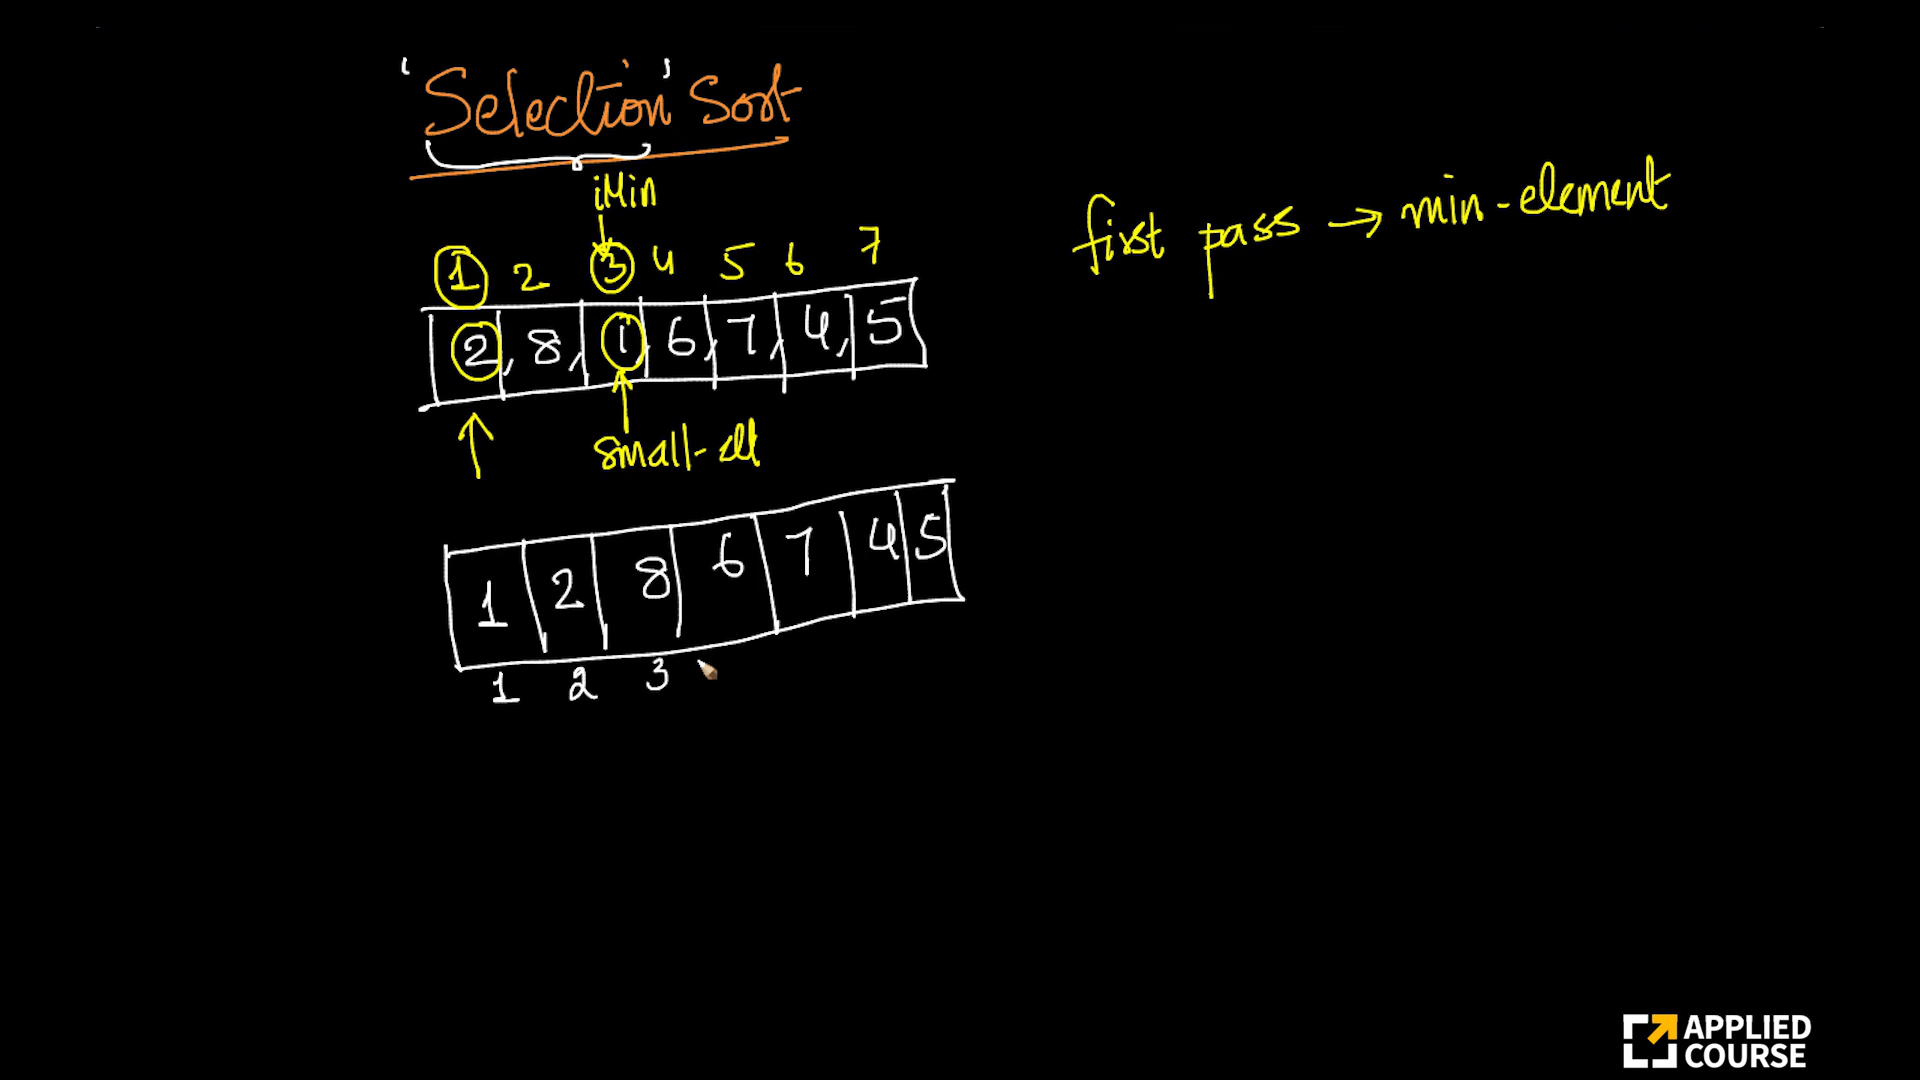 'Selection' Sort
iMin
first pass → min-element
1 2 3 4 5 6 7
2, 8, 1, 6, 7, 4, 5
small-ell
1 2 8 6 7 4 5
1 2 3
APPLIED
COURSE